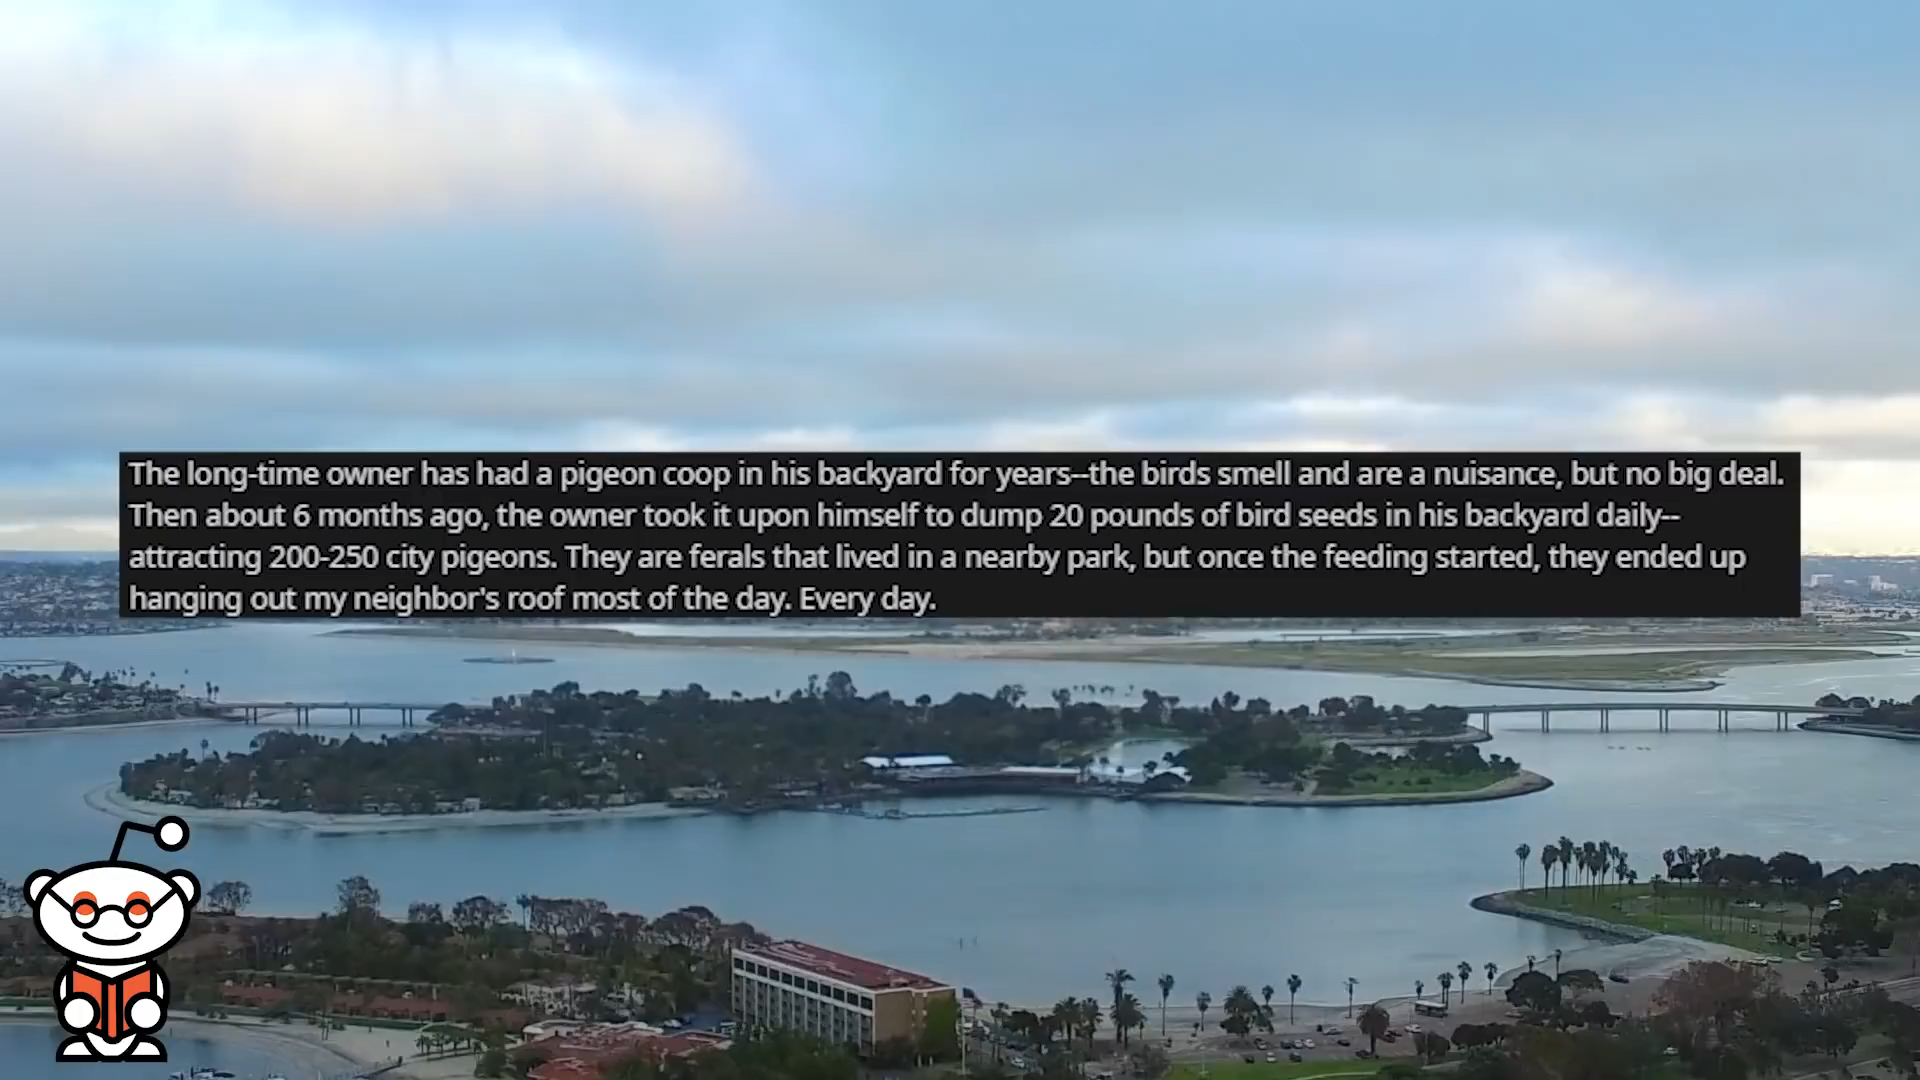 The long-time owner has had a pigeon coop in his backyard for years--the birds smell and are a nuisance, but no big deal.
Then about 6 months ago, the owner took it upon himself to dump 20 pounds of bird seeds in his backyard daily--
attracting 200-250 city pigeons. They are ferals that lived in a nearby park, but once the feeding started, they ended up
hanging out my neighbor's roof most of the day. Every day.